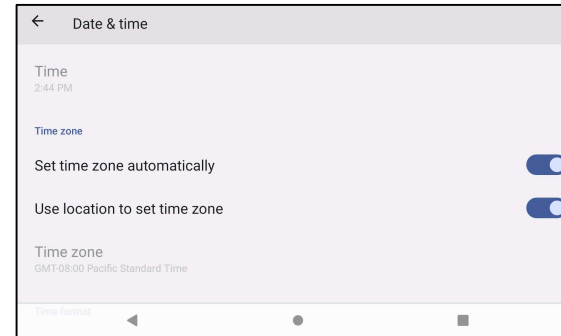 Date & time
Time
2:44 PM
Time zone
Set time zone automatically
Use location to set time zone
Time zone
GMT-08:00 Pacific Standard Time
Time format